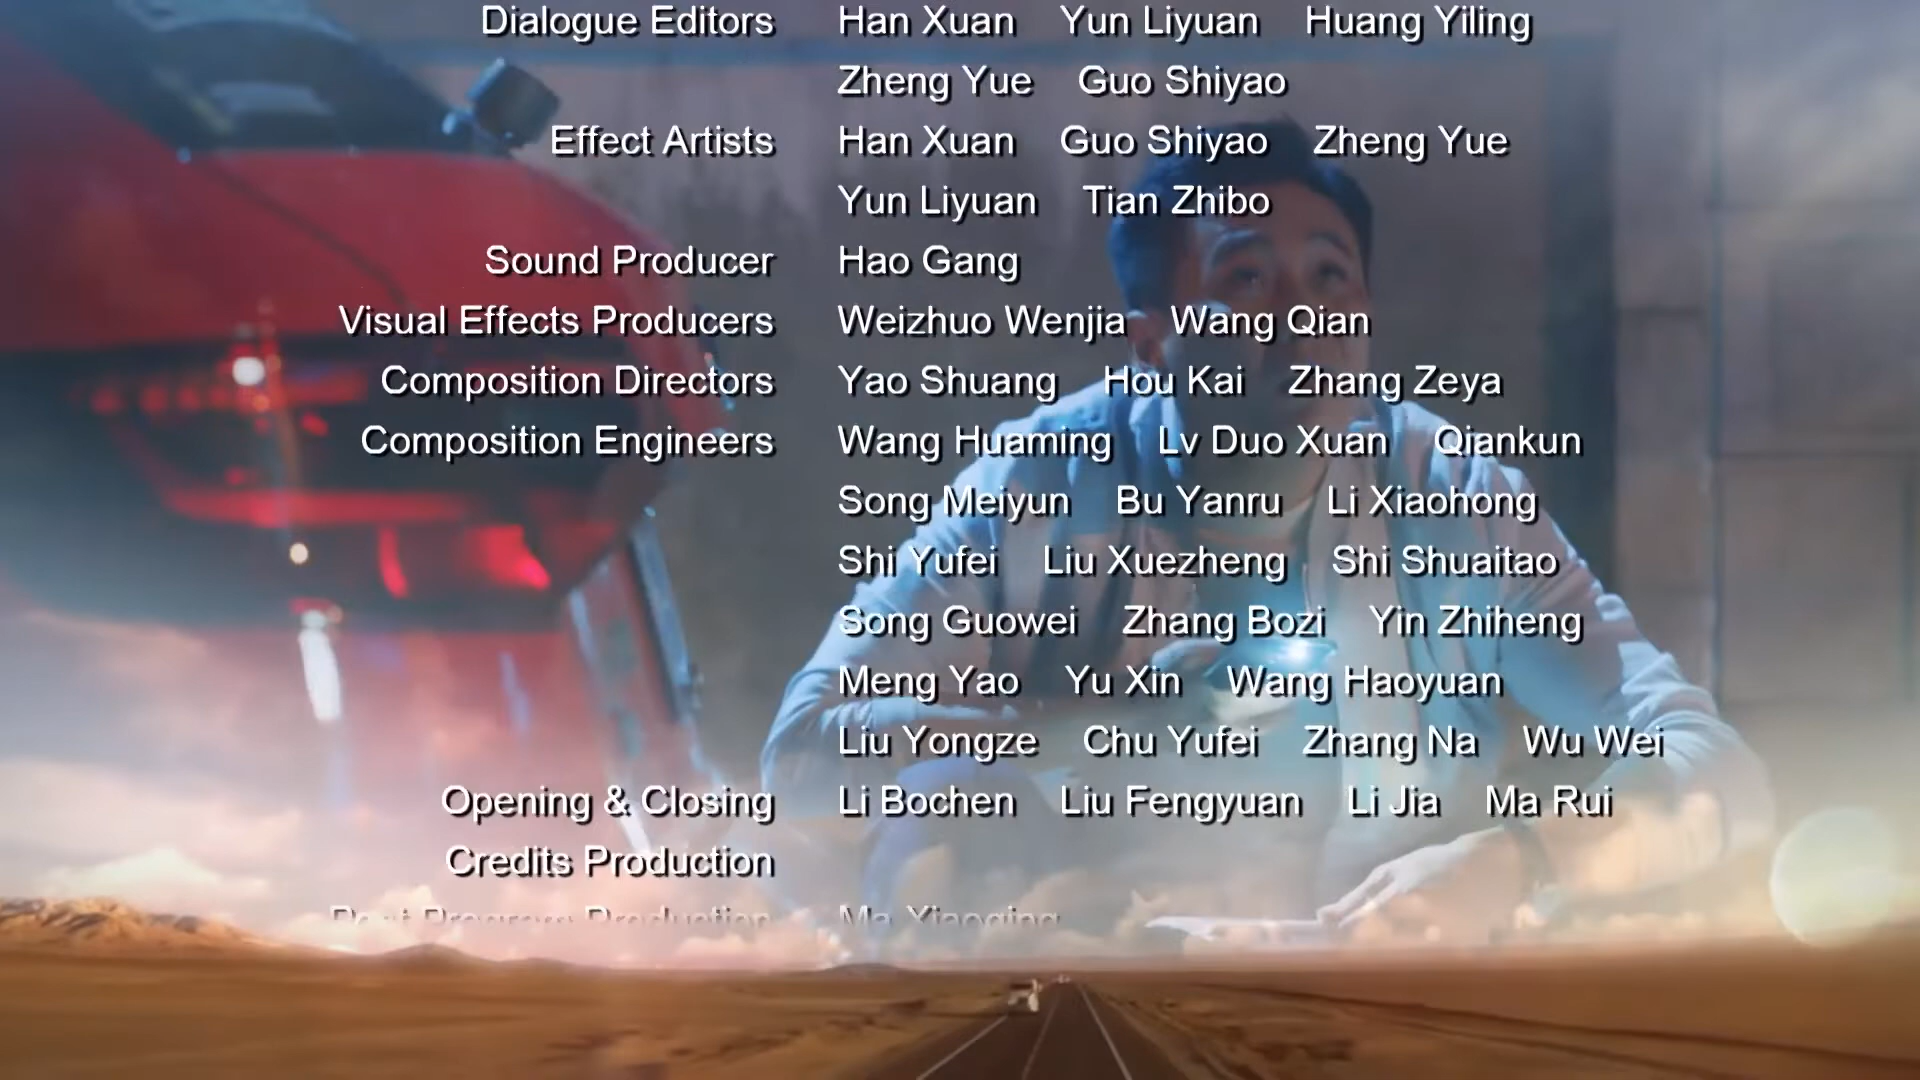 Dialogue Editors Han Xuan Yun Liyuan Huang Yiling
Zheng Yue Guo Shiyao
Effect Artists Han Xuan Guo Shiyao Zheng Yue
Yun Liyuan Tian Zhibo
Sound Producer Hao Gang
Visual Effects Producers Weizhuo Wenjia Wang Qian
Composition Directors Yao Shuang Hou Kai Zhang Zeya
Composition Engineers Wang Huaming Lv Duo Xuan Qiankun
Song Meiyun Bu Yanru Li Xiaohong
Shi Yufei Liu Xuezheng Shi Shuaitao
Song Guowei Zhang Bozi Yin Zhiheng
Meng Yao Yu Xin Wang Haoyuan
Liu Yongze Chu Yufei Zhang Na Wu Wei
Opening & Closing Li Bochen Liu Fengyuan Li Jia Ma Rui
Credits Production
Production Ma